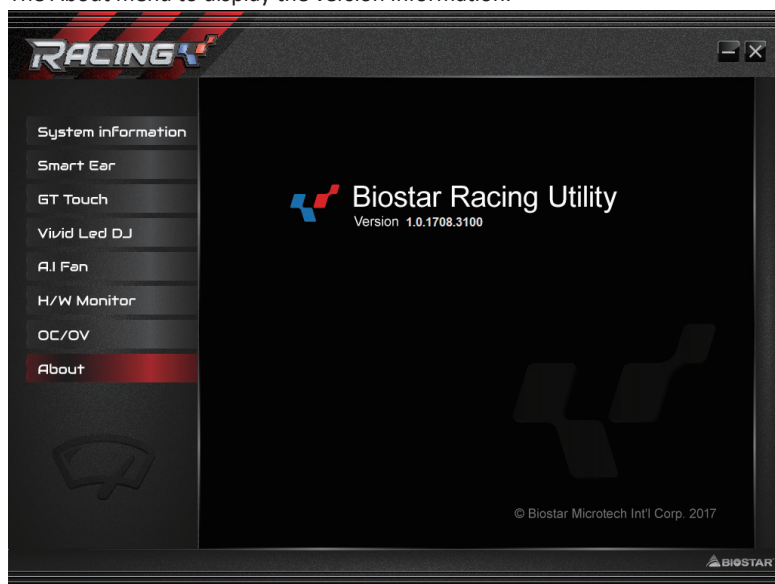 The About menu to display the version information.
RACING
System information
Smart Ear
GT Touch
Vivid Led DJ
A.I Fan
H/W Monitor
OC/OV
About
Biostar Racing Utility
Version 1.0.1708.3100
© Biostar Microtech Int'l Corp. 2017
BIOSTAR